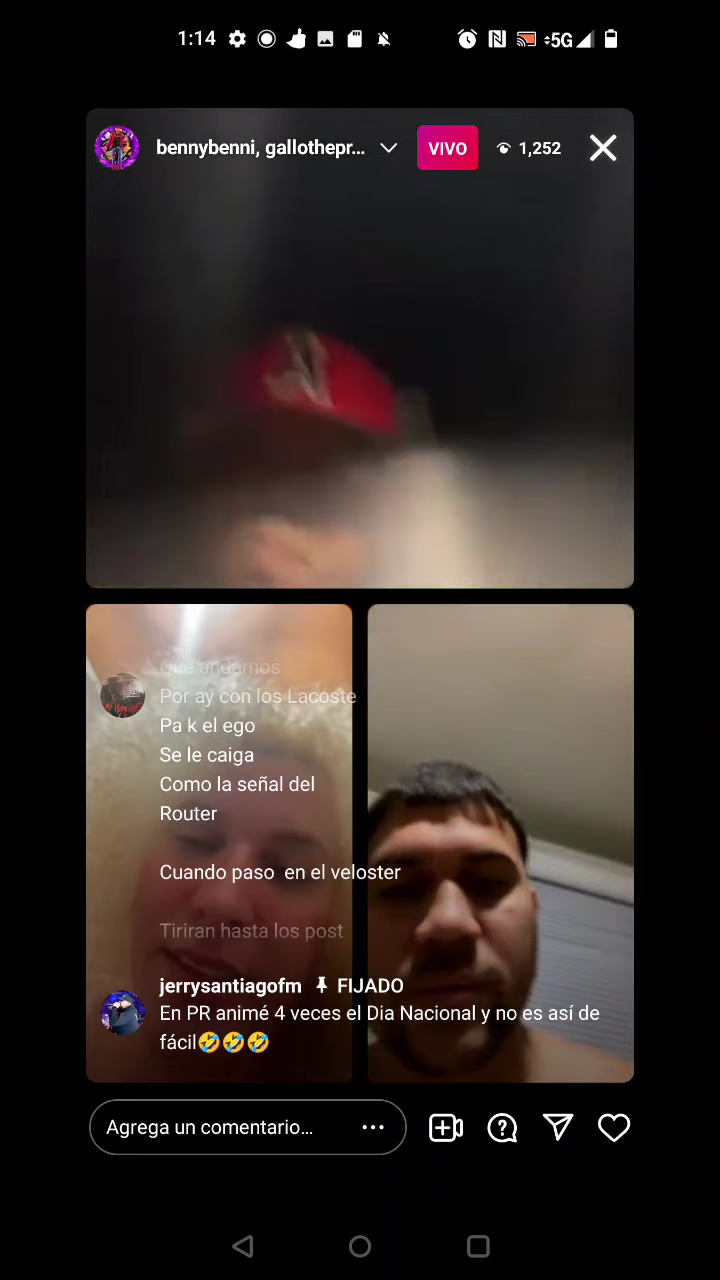 1:14
5G
bennybenni, gallothepr...
VIVO
1,252
Que andamos
Por ay con los Lacoste
Pa k el ego
Se le caiga
Como la señal del
Router
Cuando paso en el veloster
Tiriran hasta los post
jerrysantiagofm FIJADO
En PR animé 4 veces el Dia Nacional y no es así de
fácil🤣🤣🤣
Agrega un comentario...